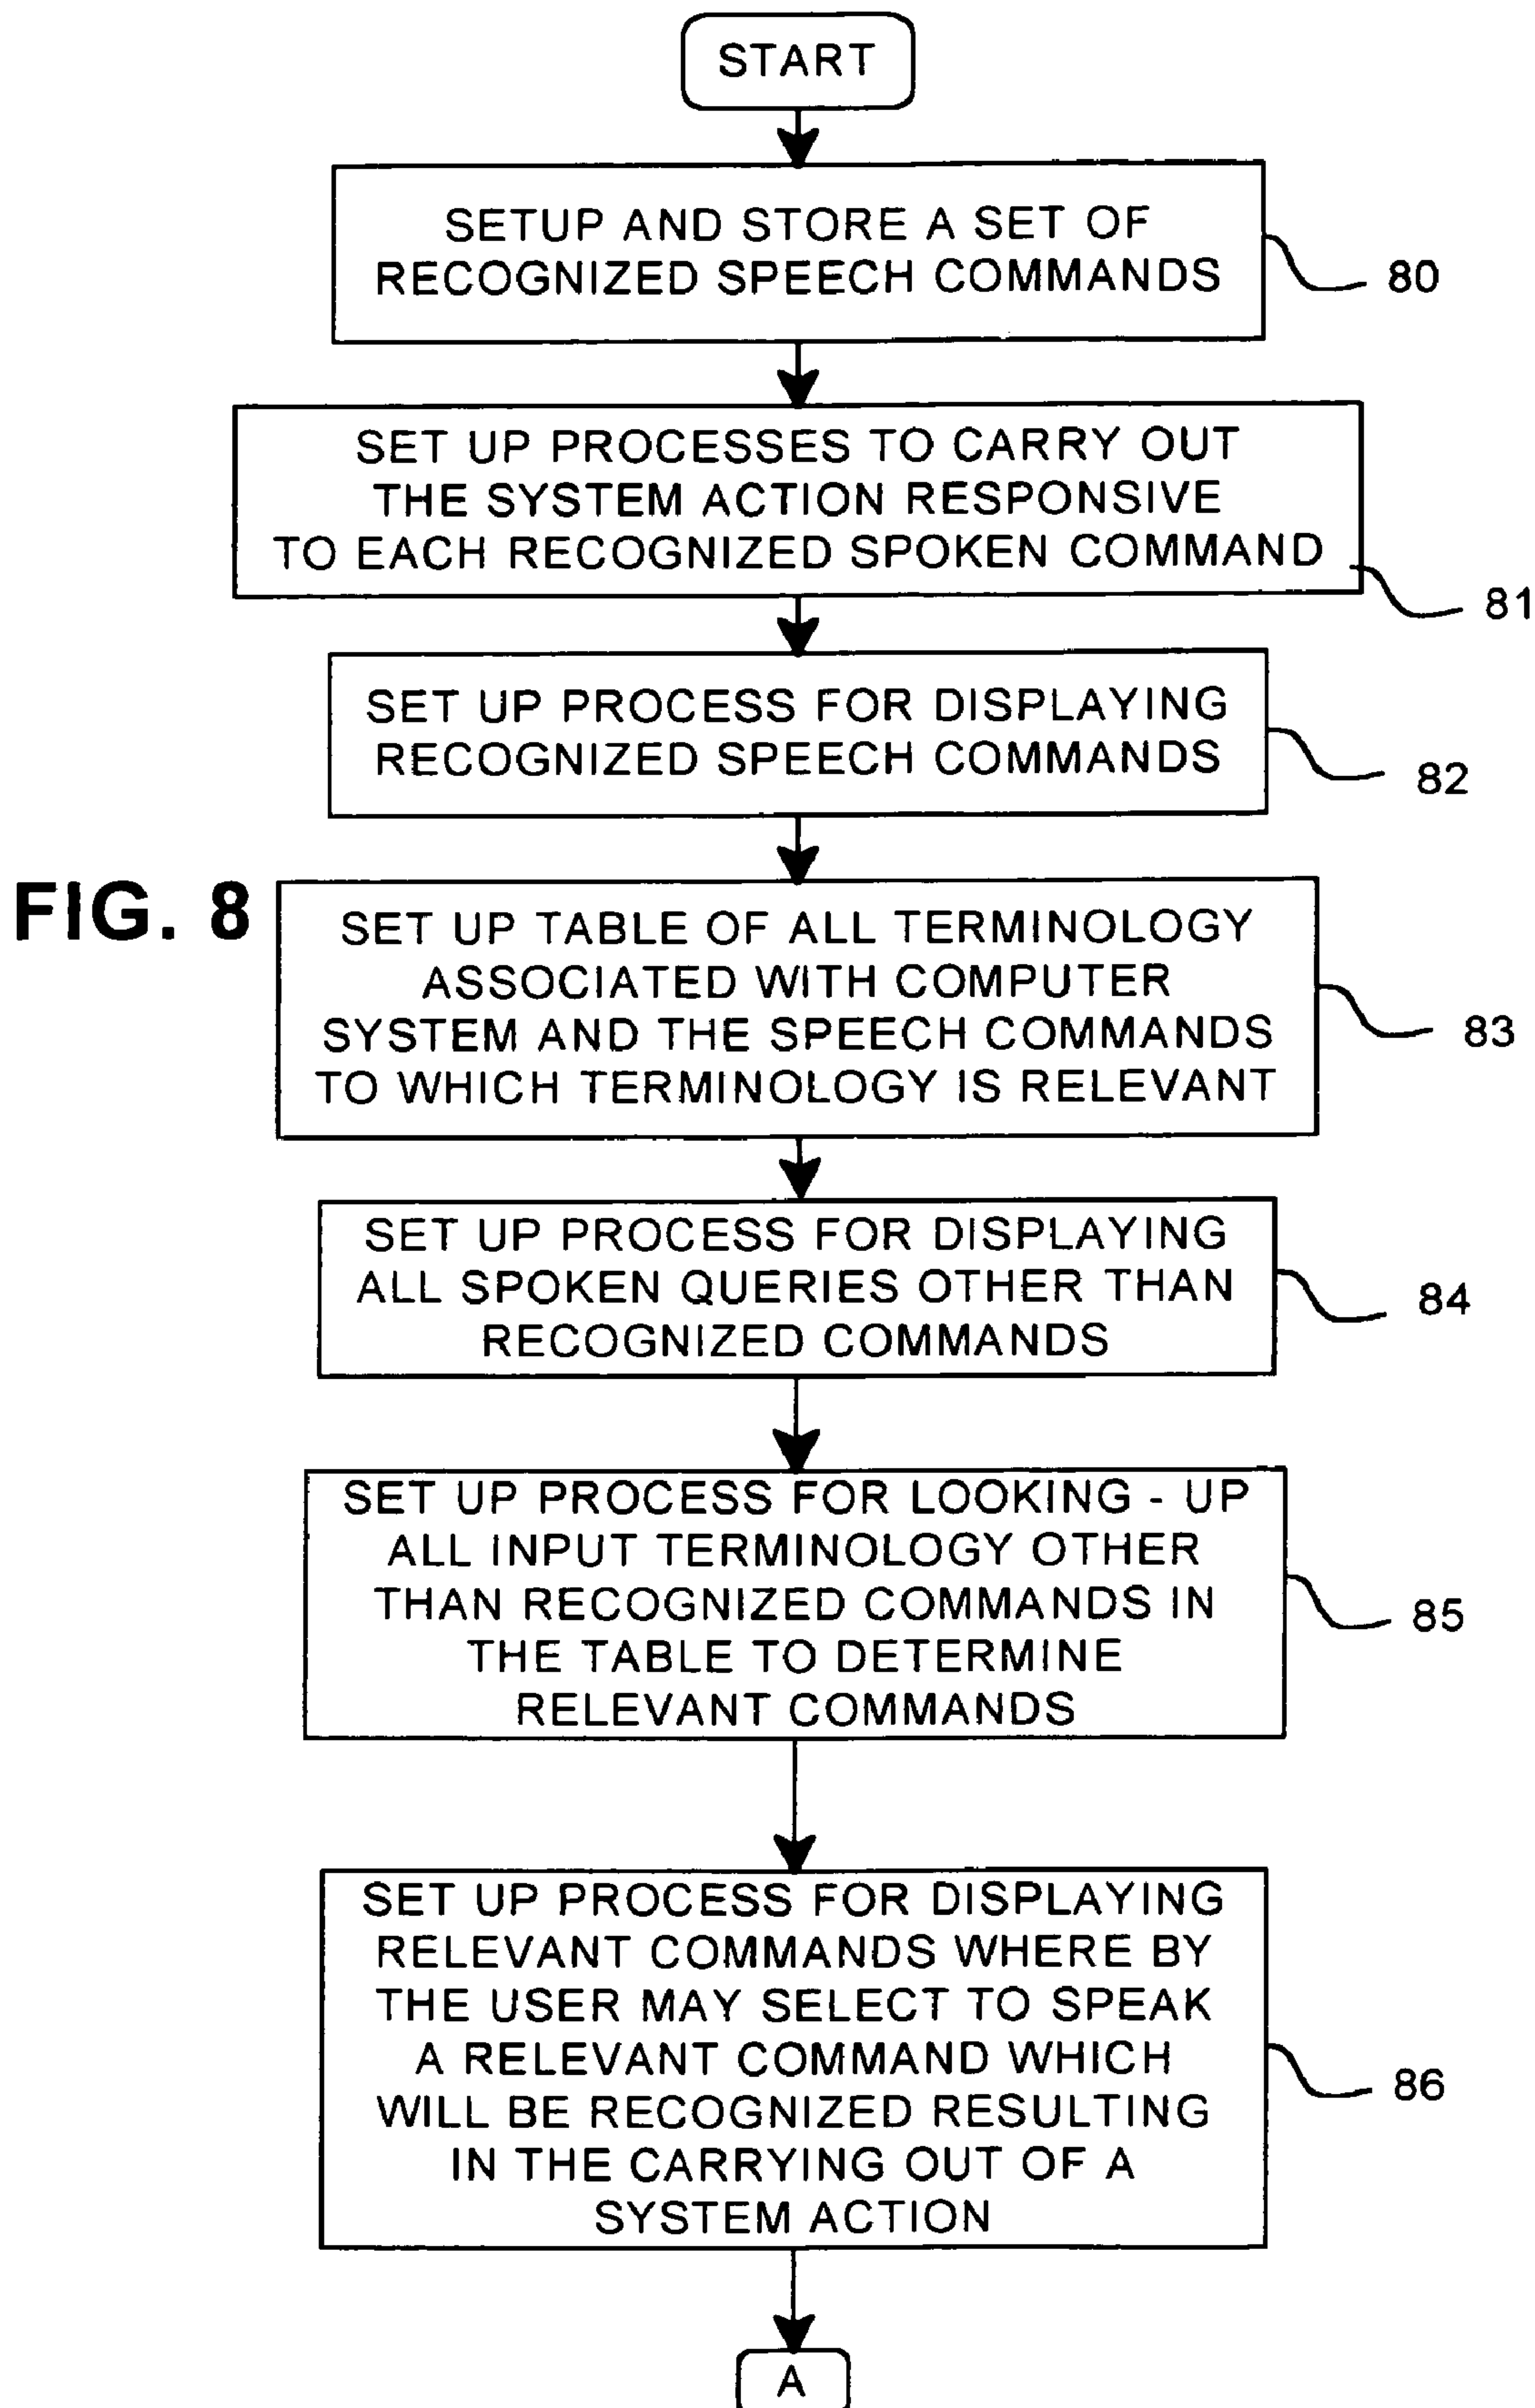 START
SETUP AND STORE A SET OF
RECOGNIZED SPEECH COMMANDS
80
SET UP PROCESSES TO CARRY OUT
THE SYSTEM ACTION RESPONSIVE
TO EACH RECOGNIZED SPOKEN COMMAND
81
SET UP PROCESS FOR DISPLAYING
RECOGNIZED SPEECH COMMANDS
82
FIG. 8
SET UP TABLE OF ALL TERMINOLOGY
ASSOCIATED WITH COMPUTER
SYSTEM AND THE SPEECH COMMANDS
TO WHICH TERMINOLOGY IS RELEVANT
83
SET UP PROCESS FOR DISPLAYING
ALL SPOKEN QUERIES OTHER THAN
RECOGNIZED COMMANDS
84
SET UP PROCESS FOR LOOKING - UP
ALL INPUT TERMINOLOGY OTHER
THAN RECOGNIZED COMMANDS IN
THE TABLE TO DETERMINE
RELEVANT COMMANDS
85
SET UP PROCESS FOR DISPLAYING
RELEVANT COMMANDS WHERE BY
THE USER MAY SELECT TO SPEAK
A RELEVANT COMMAND WHICH
WILL BE RECOGNIZED RESULTING
IN THE CARRYING OUT OF A
SYSTEM ACTION
86
A